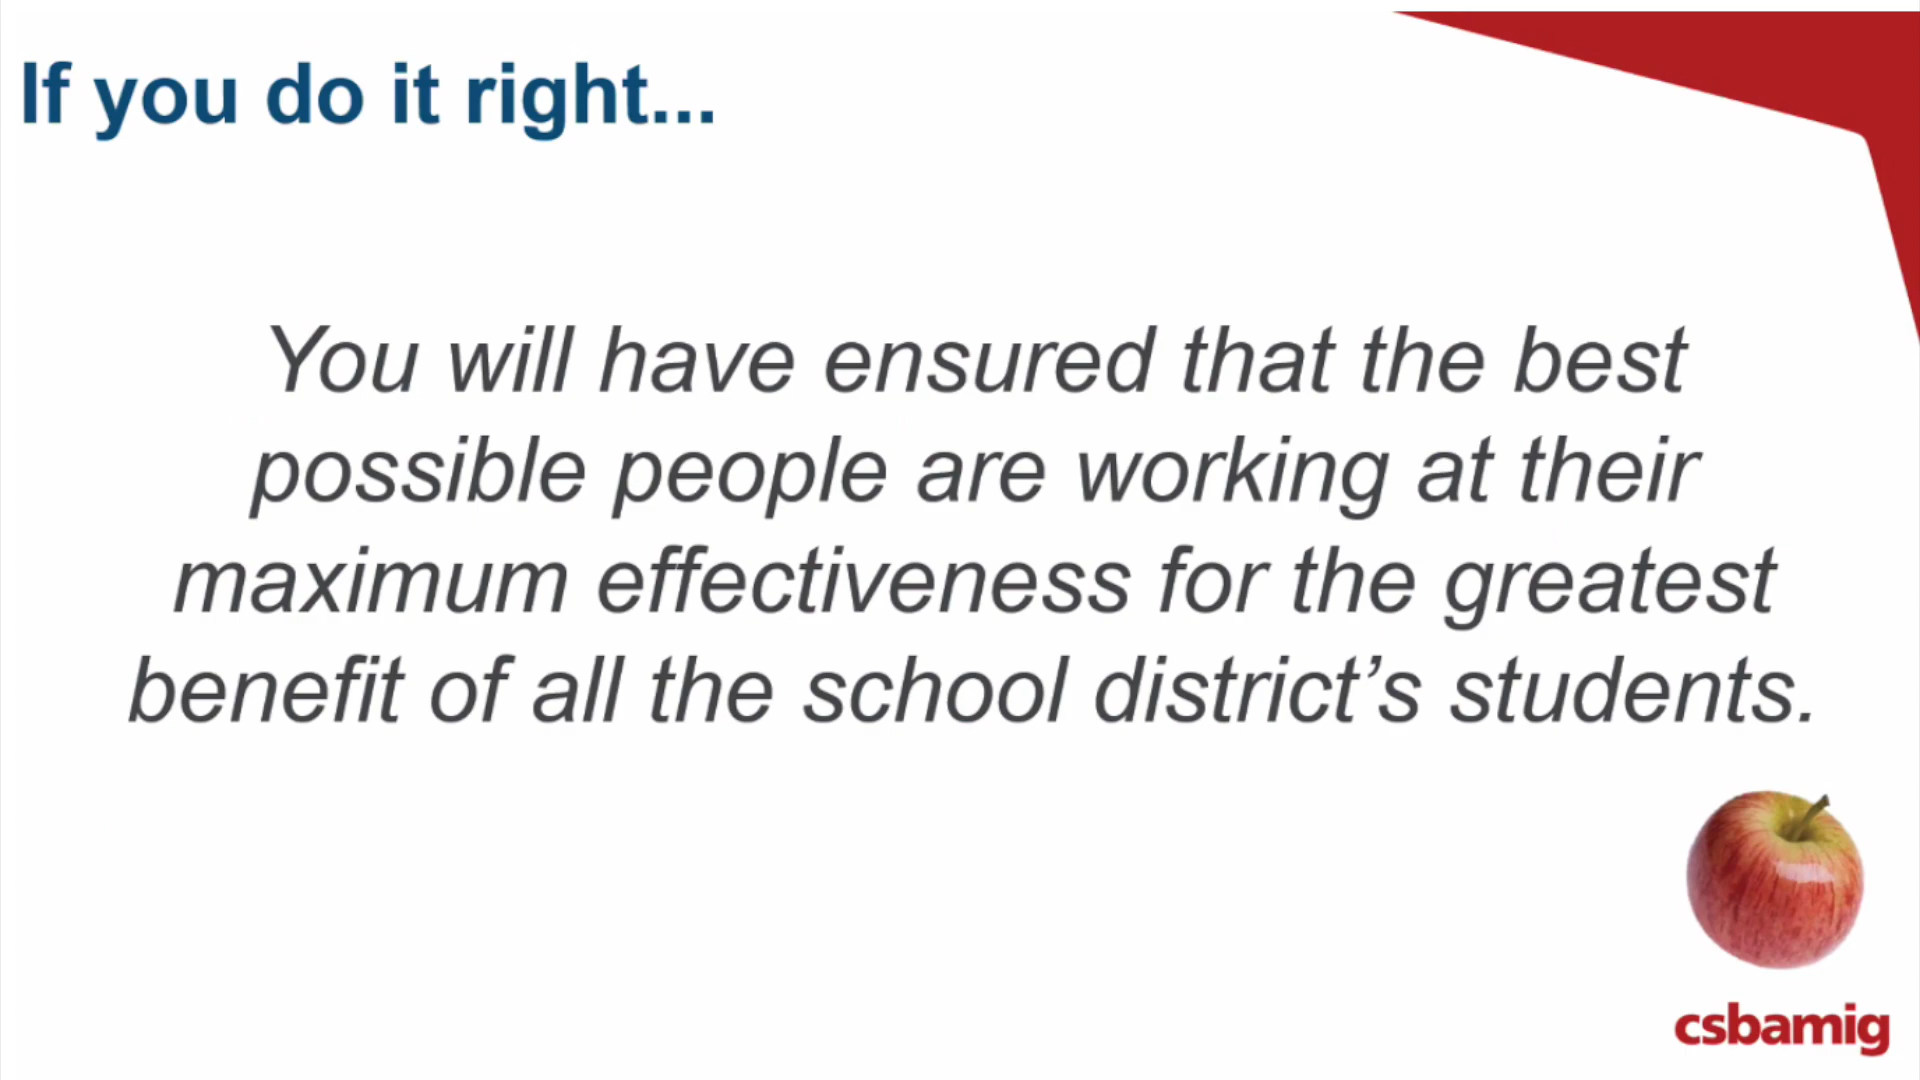 If you do it right...
You will have ensured that the best
possible people are working at their
maximum effectiveness for the greatest
benefit of all the school district’s students.
csbamig